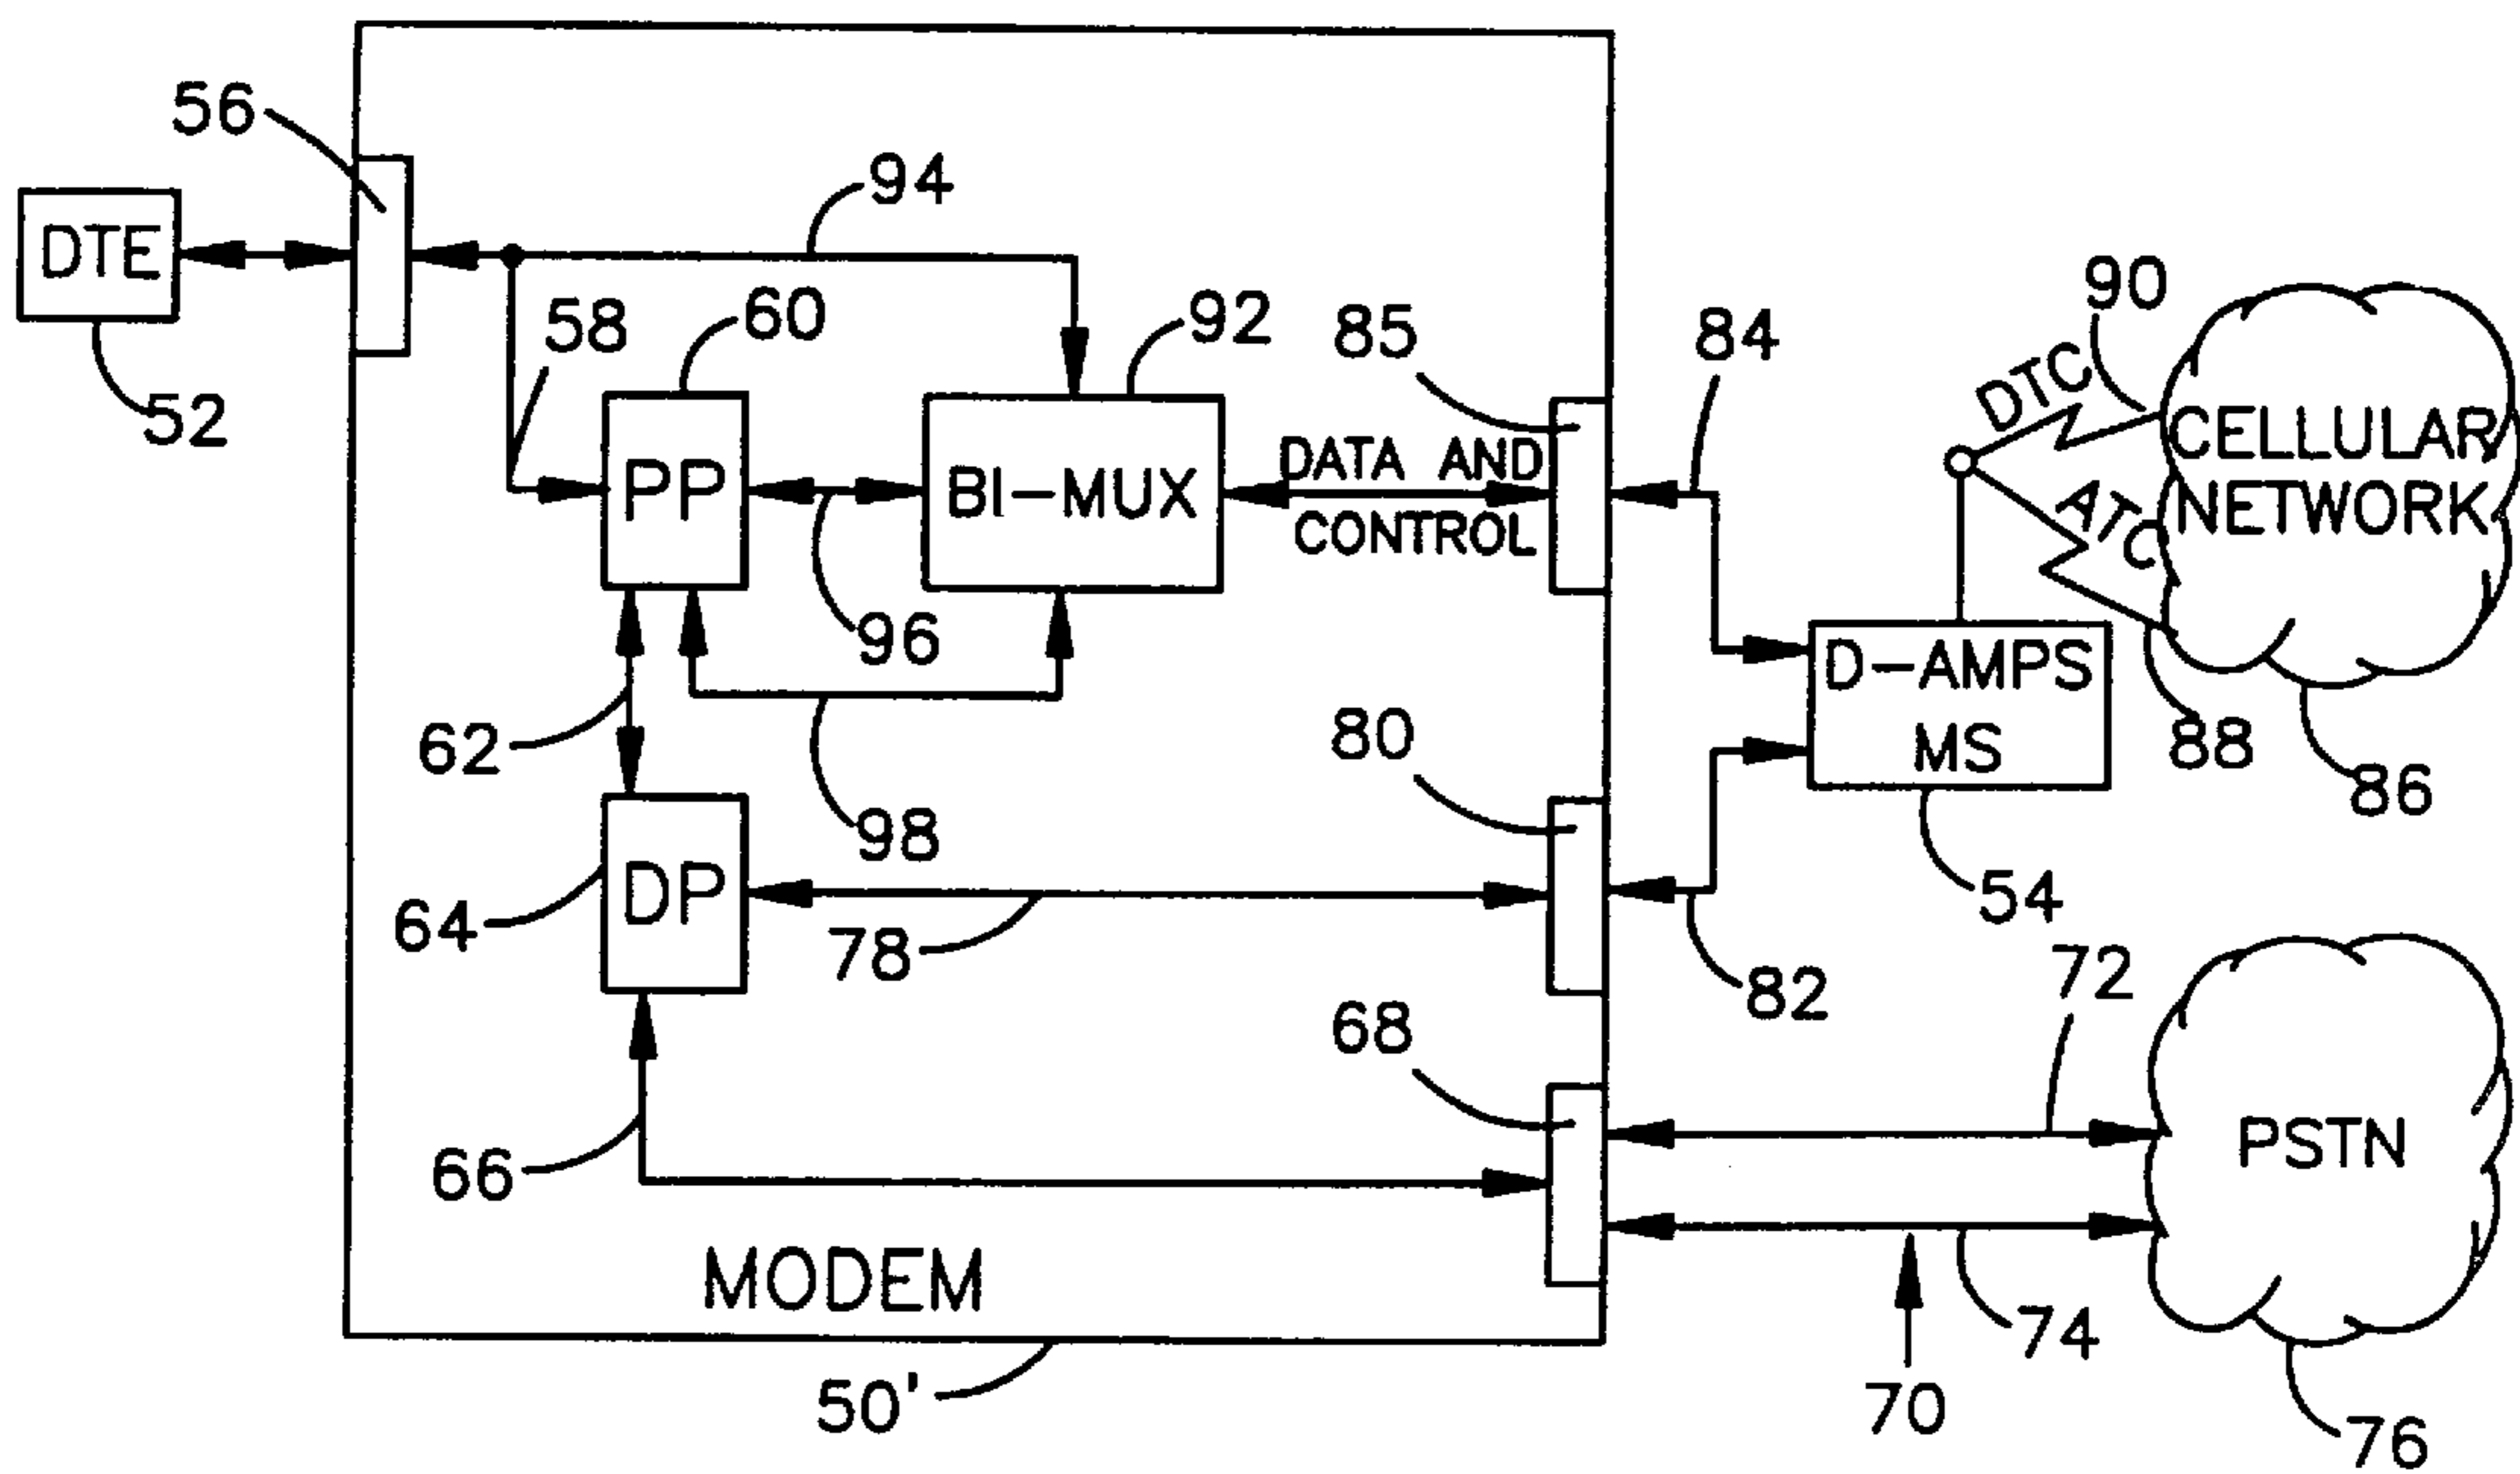 56
94
DTE
52
58
60
92
85
84
90
DTC
CELLULAR
NETWORK
ATC
PP
BI-MUX
DATA AND
CONTROL
96
62
98
80
D-AMPS
MS
88
86
54
DP
64
78
82
72
68
66
PSTN
MODEM
74
70
50'
76